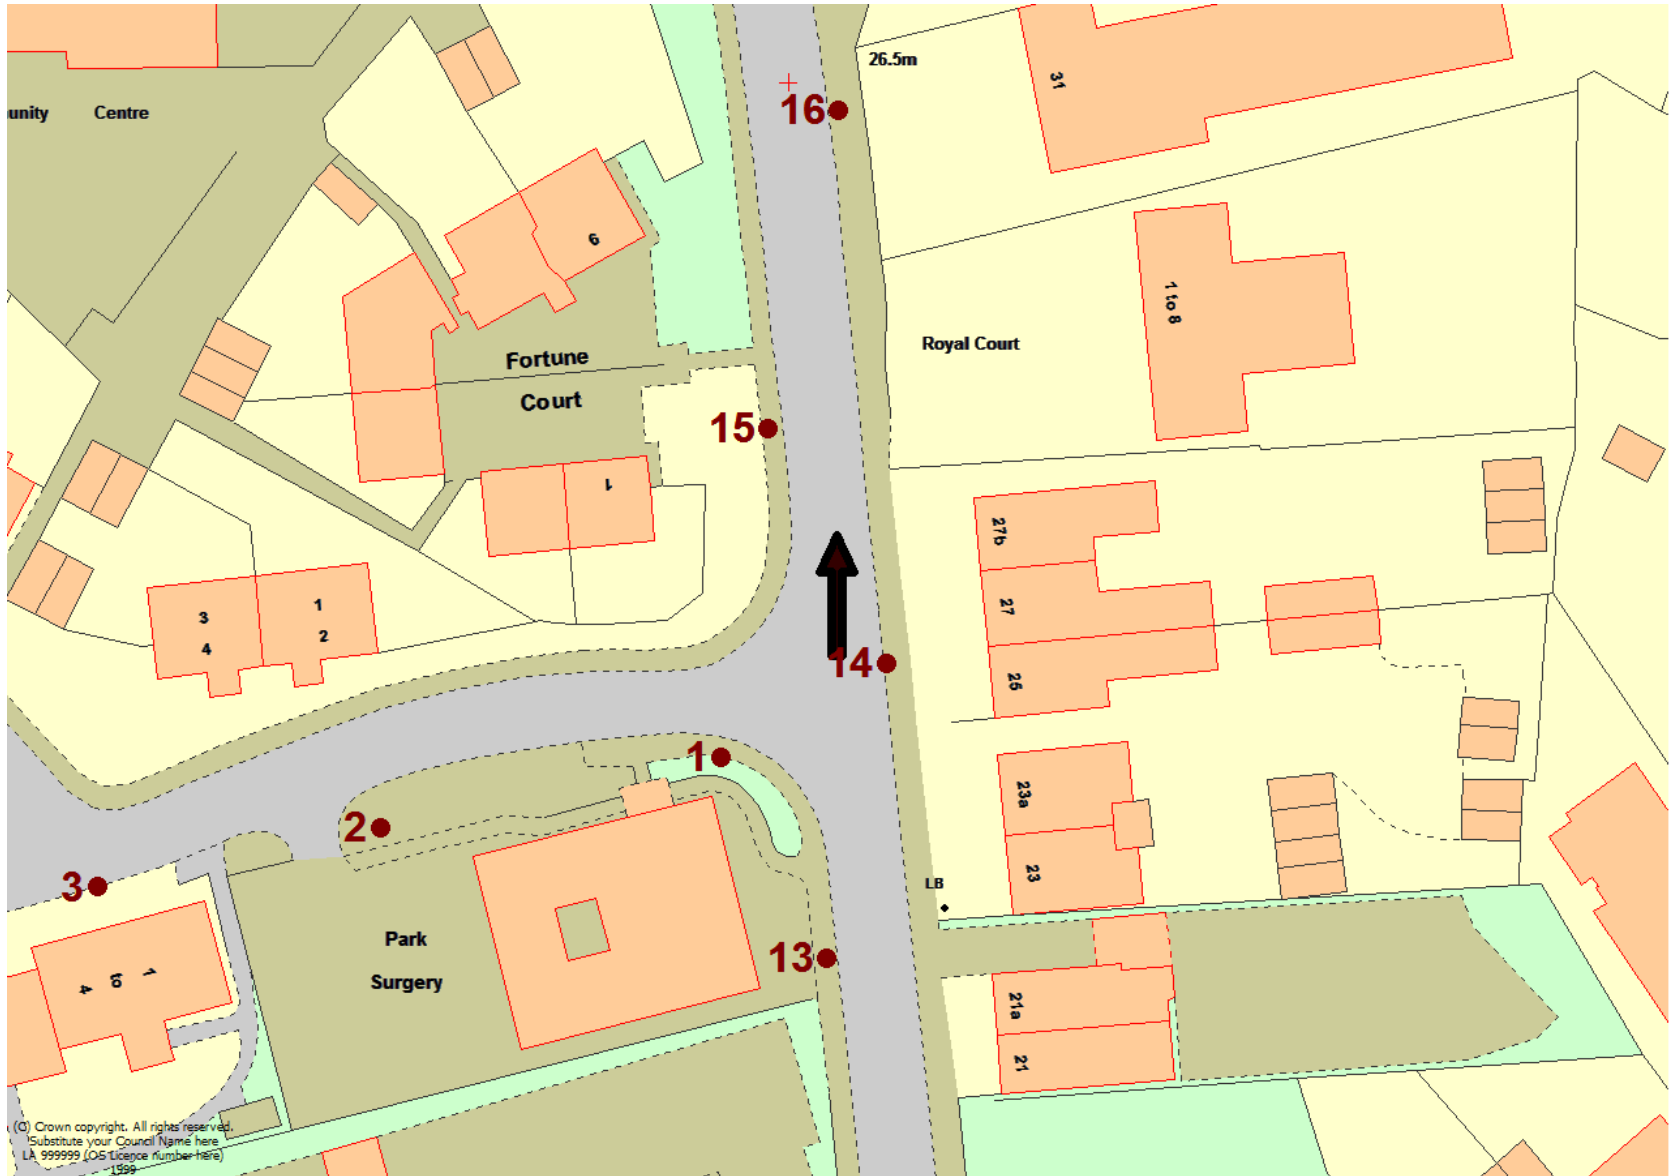 26.5m
31
16
unity Centre
6
1 to 8
Royal Court
Fortune
Court
15
1
27b
3
1
27
4
2
14
25
1
23a
2
3
23
LB
Park
13
1
to
4
Surgery
21a
21
(C) Crown copyright. All rights reserved.
Substitute your Council Name here
LA 999999 (OS Licence number here)
1999